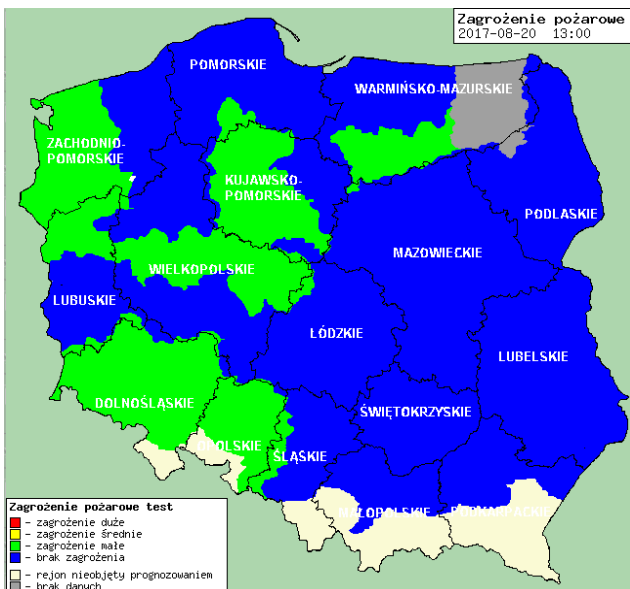 Zagrożenie pożarowe
2017-08-20 13:00
POMORSKIE
WARMIŃSKO-MAZURSKIE
ZACHODNIO-
POMORSKIE
KUJAWSKO-
POMORSKIE
PODLASKIE
MAZOWIECKIE
WIELKOPOLSKIE
LUBUSKIE
ŁÓDZKIE
LUBELSKIE
DOLNOŚLĄSKIE
ŚWIĘTOKRZYSKIE
OPOLSKIE
ŚLĄSKIE
MAŁOPOLSKIE
PODKARPACKIE
Zagrożenie pożarowe test
- zagrożenie duże
- zagrożenie średnie
- zagrożenie małe
- brak zagrożenia
- rejon nieobjęty prognozowaniem
- brak danych